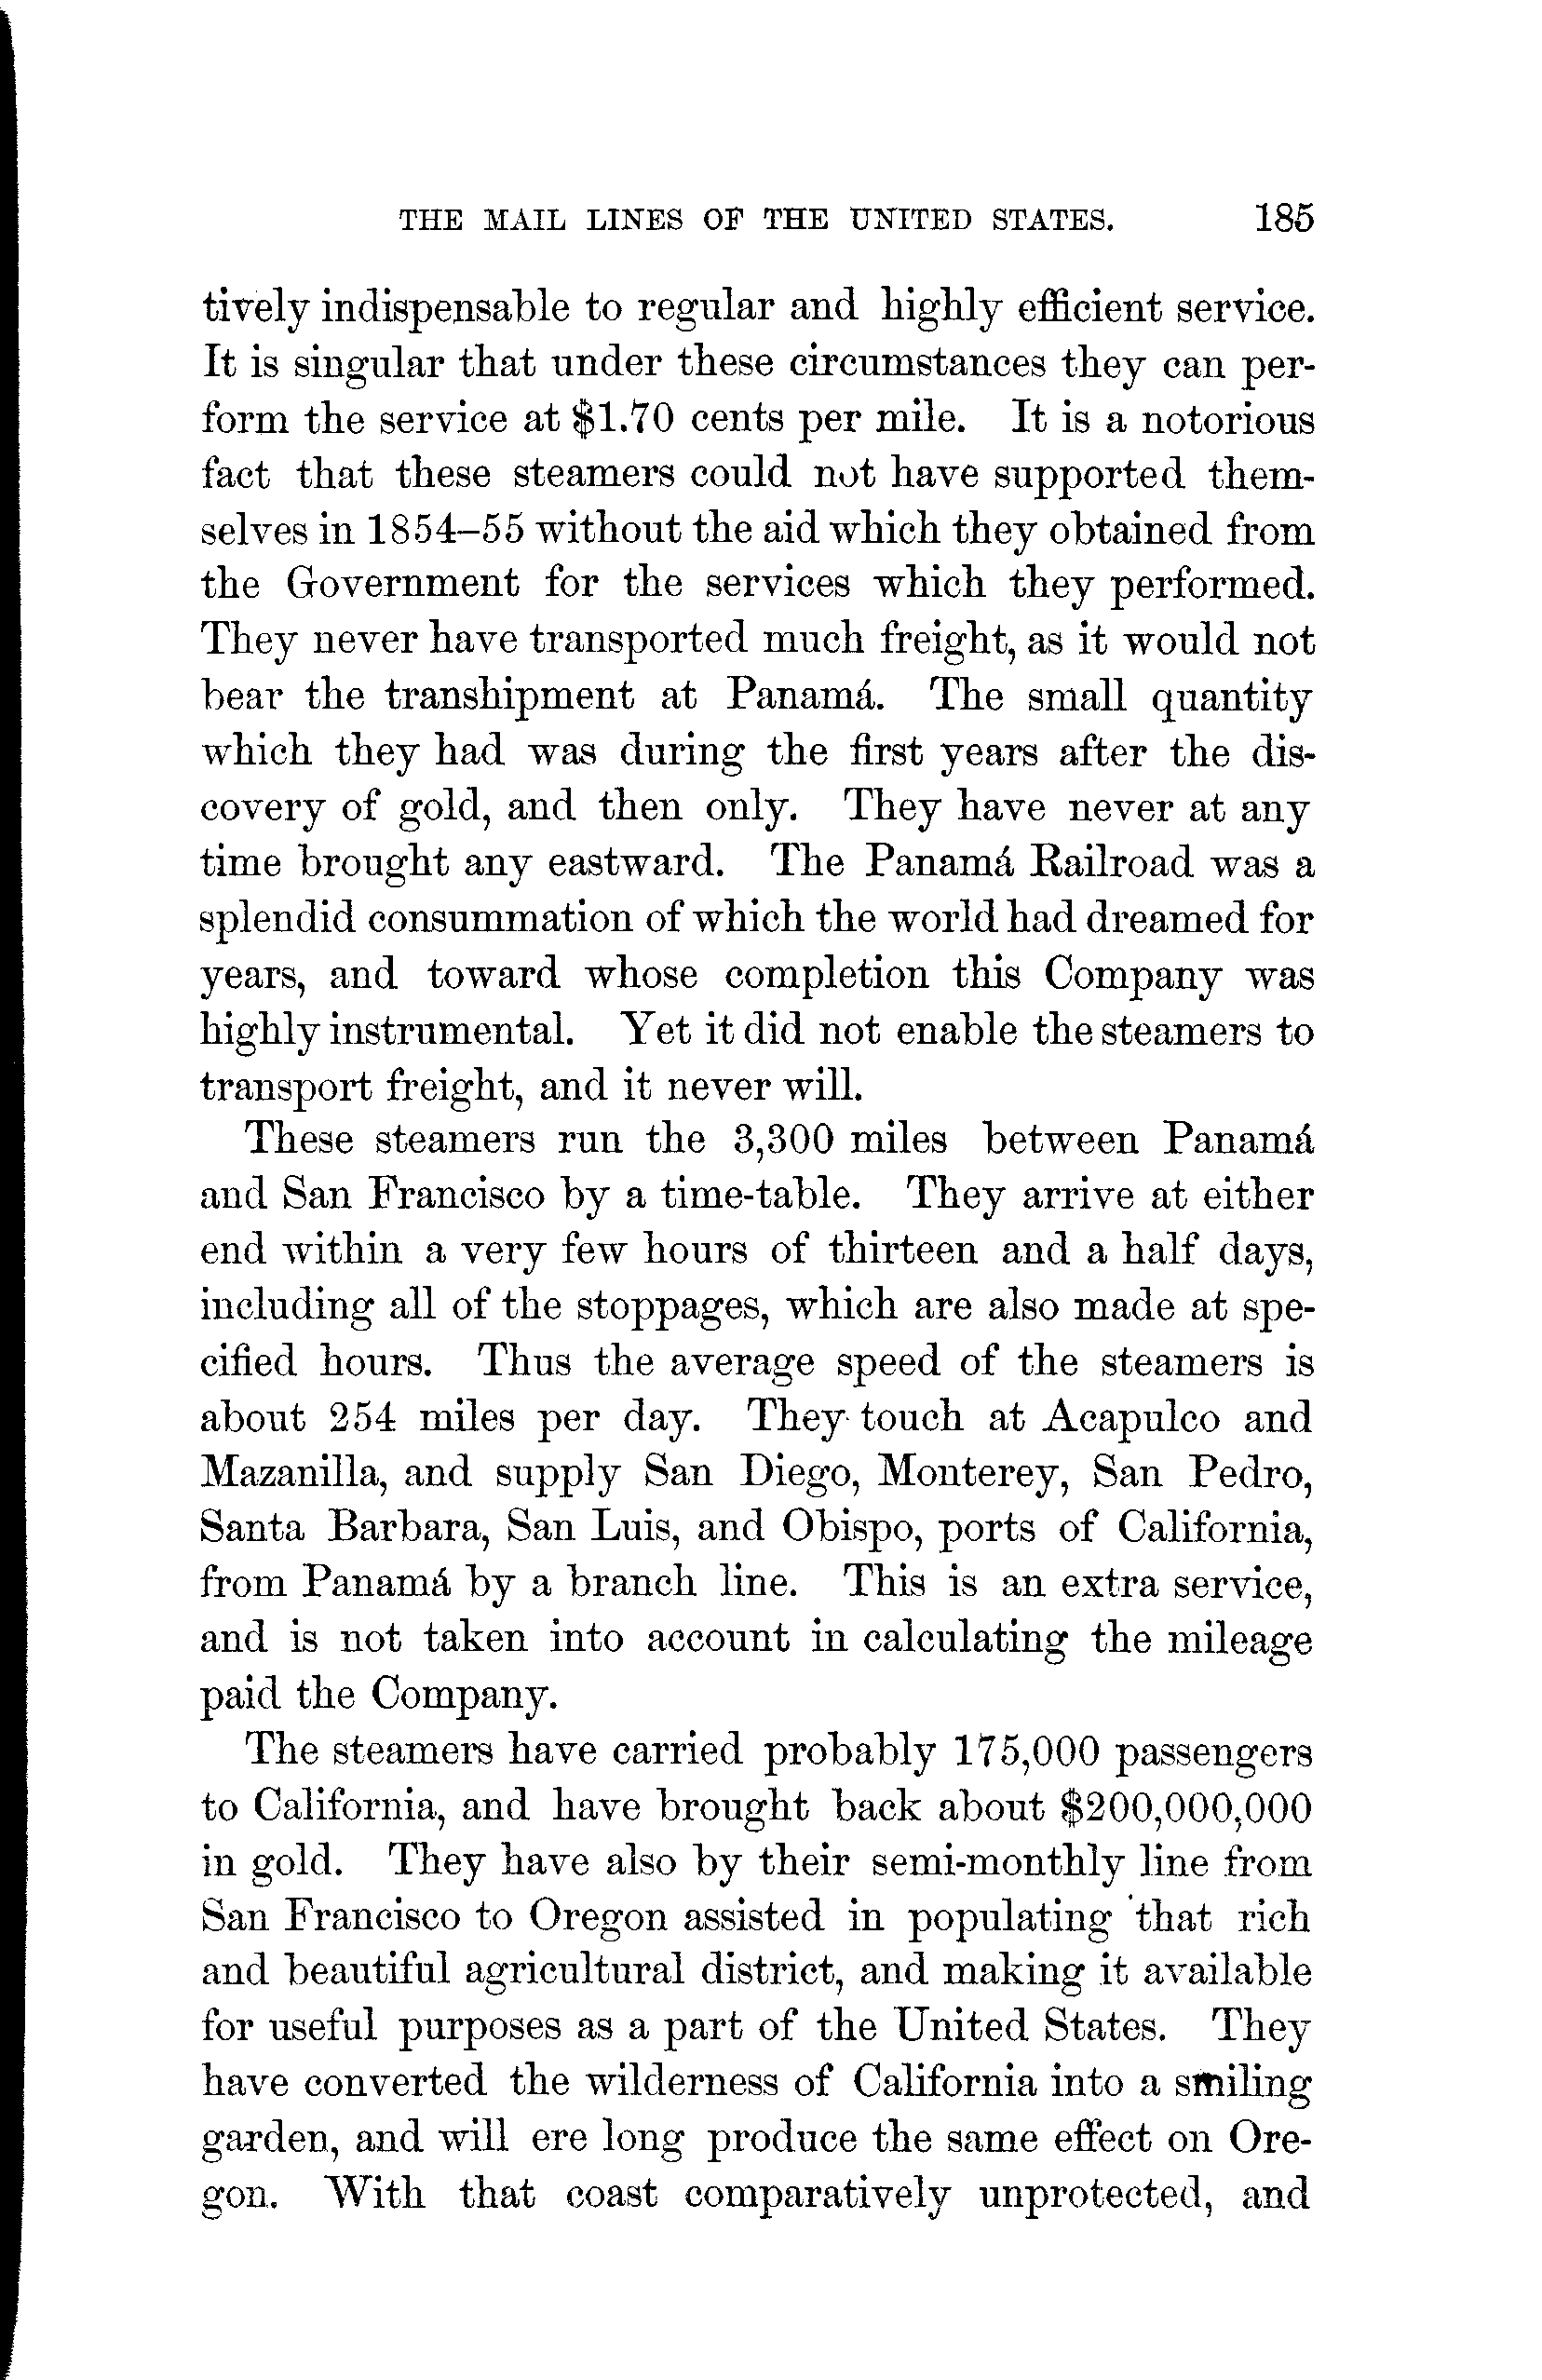 THE MAIL LINES OF THE UNITED STATES. 185
tively indispensable to regular and highly efficient service.
It is singular that under these circumstances they can per-
form the service at $1.70 cents per mile. It is a notorious
fact that these steamers could not have supported them-
selves in 1854–55 without the aid which they obtained from
the Government for the services which they performed.
They never have transported much freight, as it would not
bear the transhipment at Panamá. The small quantity
which they had was during the first years after the dis-
covery of gold, and then only. They have never at any
time brought any eastward. The Panamá Railroad was a
splendid consummation of which the world had dreamed for
years, and toward whose completion this Company was
highly instrumental. Yet it did not enable the steamers to
transport freight, and it never will.
These steamers run the 3,300 miles between Panamá
and San Francisco by a time-table. They arrive at either
end within a very few hours of thirteen and a half days,
including all of the stoppages, which are also made at spe-
cified hours. Thus the average speed of the steamers is
about 254 miles per day. They touch at Acapulco and
Mazanilla, and supply San Diego, Monterey, San Pedro,
Santa Barbara, San Luis, and Obispo, ports of California,
from Panamá by a branch line. This is an extra service,
and is not taken into account in calculating the mileage
paid the Company.
The steamers have carried probably 175,000 passengers
to California, and have brought back about $200,000,000
in gold. They have also by their semi-monthly line from
San Francisco to Oregon assisted in populating that rich
and beautiful agricultural district, and making it available
for useful purposes as a part of the United States. They
have converted the wilderness of California into a smiling
garden, and will ere long produce the same effect on Ore-
gon. With that coast comparatively unprotected, and